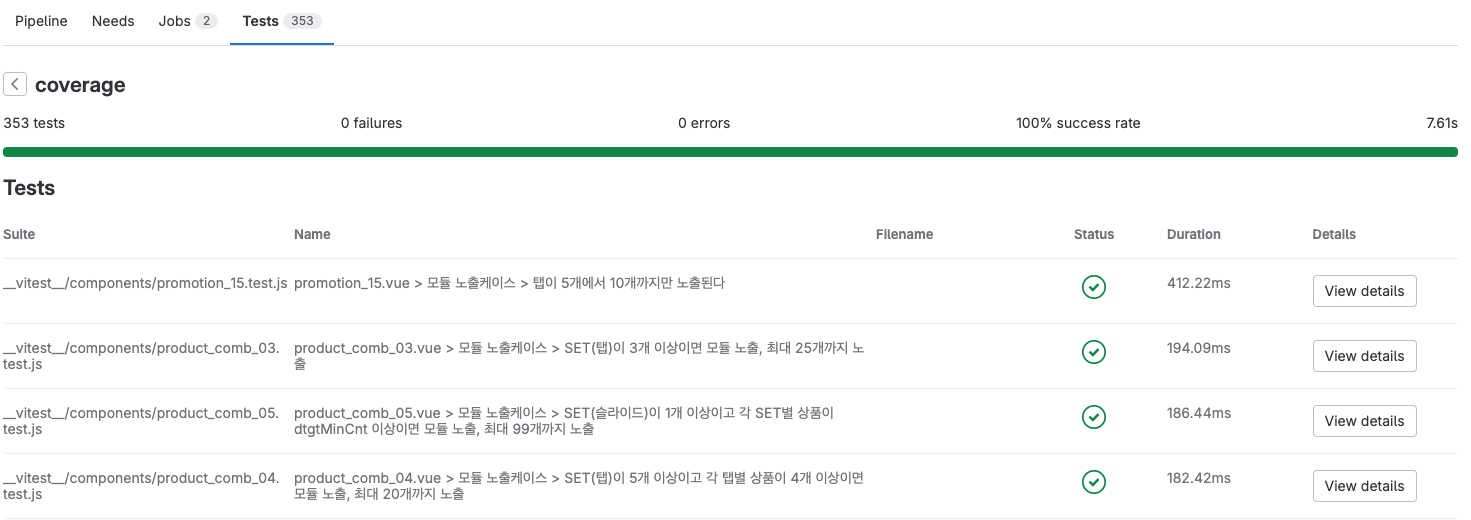 Pipeline Needs Jobs 2 Tests 353
coverage
353 tests 0 failures 0 errors 100% success rate 7.61s
Tests
Suite Name Filename Status Duration Details
__vitest__/components/promotion_15.test.js promotion_15.vue > 모듈 노출케이스 > 탭이 5개에서 10개까지만 노출된다 412.22ms View details
__vitest__/components/product_comb_03. product_comb_03.vue > 모듈 노출케이스 > SET(탭)이 3개 이상이면 모듈 노출, 최대 25개까지 노 194.09ms View details
test.js 출
__vitest__/components/product_comb_05. product_comb_05.vue > 모듈 노출케이스 > SET(슬라이드)이 1개 이상이고 각 SET별 상품이 186.44ms View details
test.js dtgtMinCnt 이상이면 모듈 노출, 최대 99개까지 노출
__vitest__/components/product_comb_04. product_comb_04.vue > 모듈 노출케이스 > SET(탭)이 5개 이상이고 각 탭별 상품이 4개 이상이면 182.42ms View details
test.js 모듈 노출, 최대 20개까지 노출